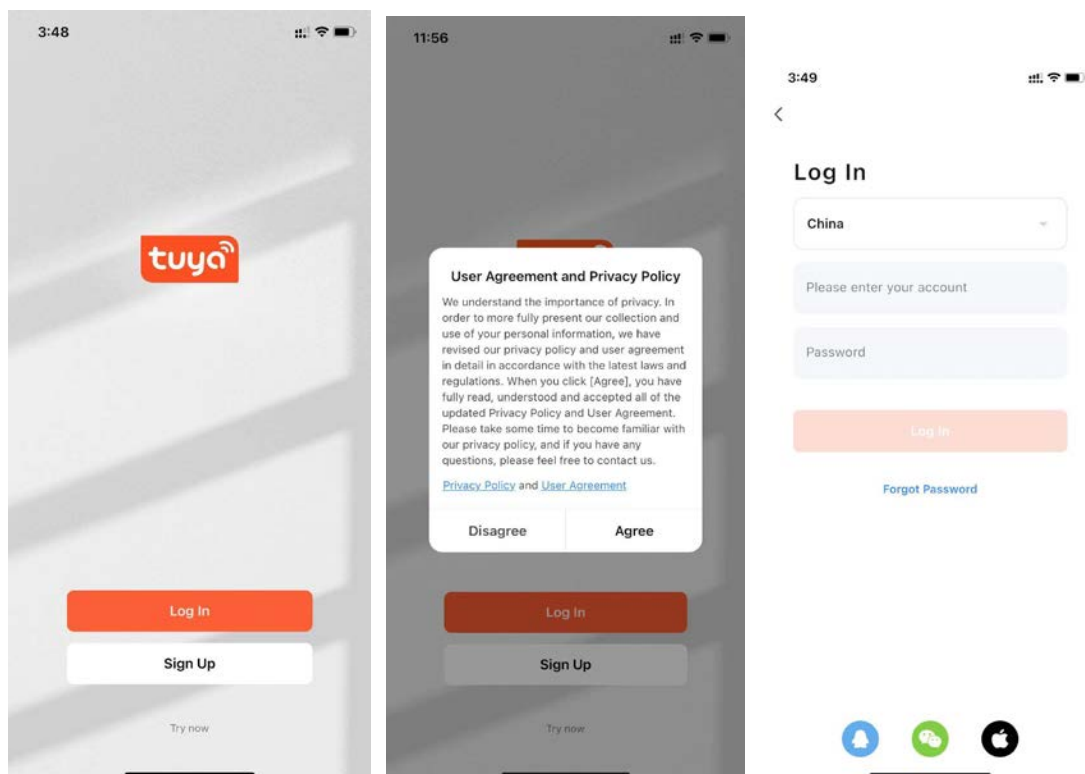 3:48
tuya
Log In
Sign Up
Try now
11:56
User Agreement and Privacy Policy
We understand the importance of privacy. In
order to more fully present our collection and
use of your personal information, we have
revised our privacy policy and user agreement
in detail in accordance with the latest laws and
regulations. When you click [Agree], you have
fully read, understood and accepted all of the
updated Privacy Policy and User Agreement.
Please take some time to become familiar with
our privacy policy, and if you have any
questions, please feel free to contact us.
Privacy Policy and User Agreement
Disagree
Agree
Log In
Sign Up
Try now
3:49
Log In
China
Please enter your account
Password
Log In
Forgot Password